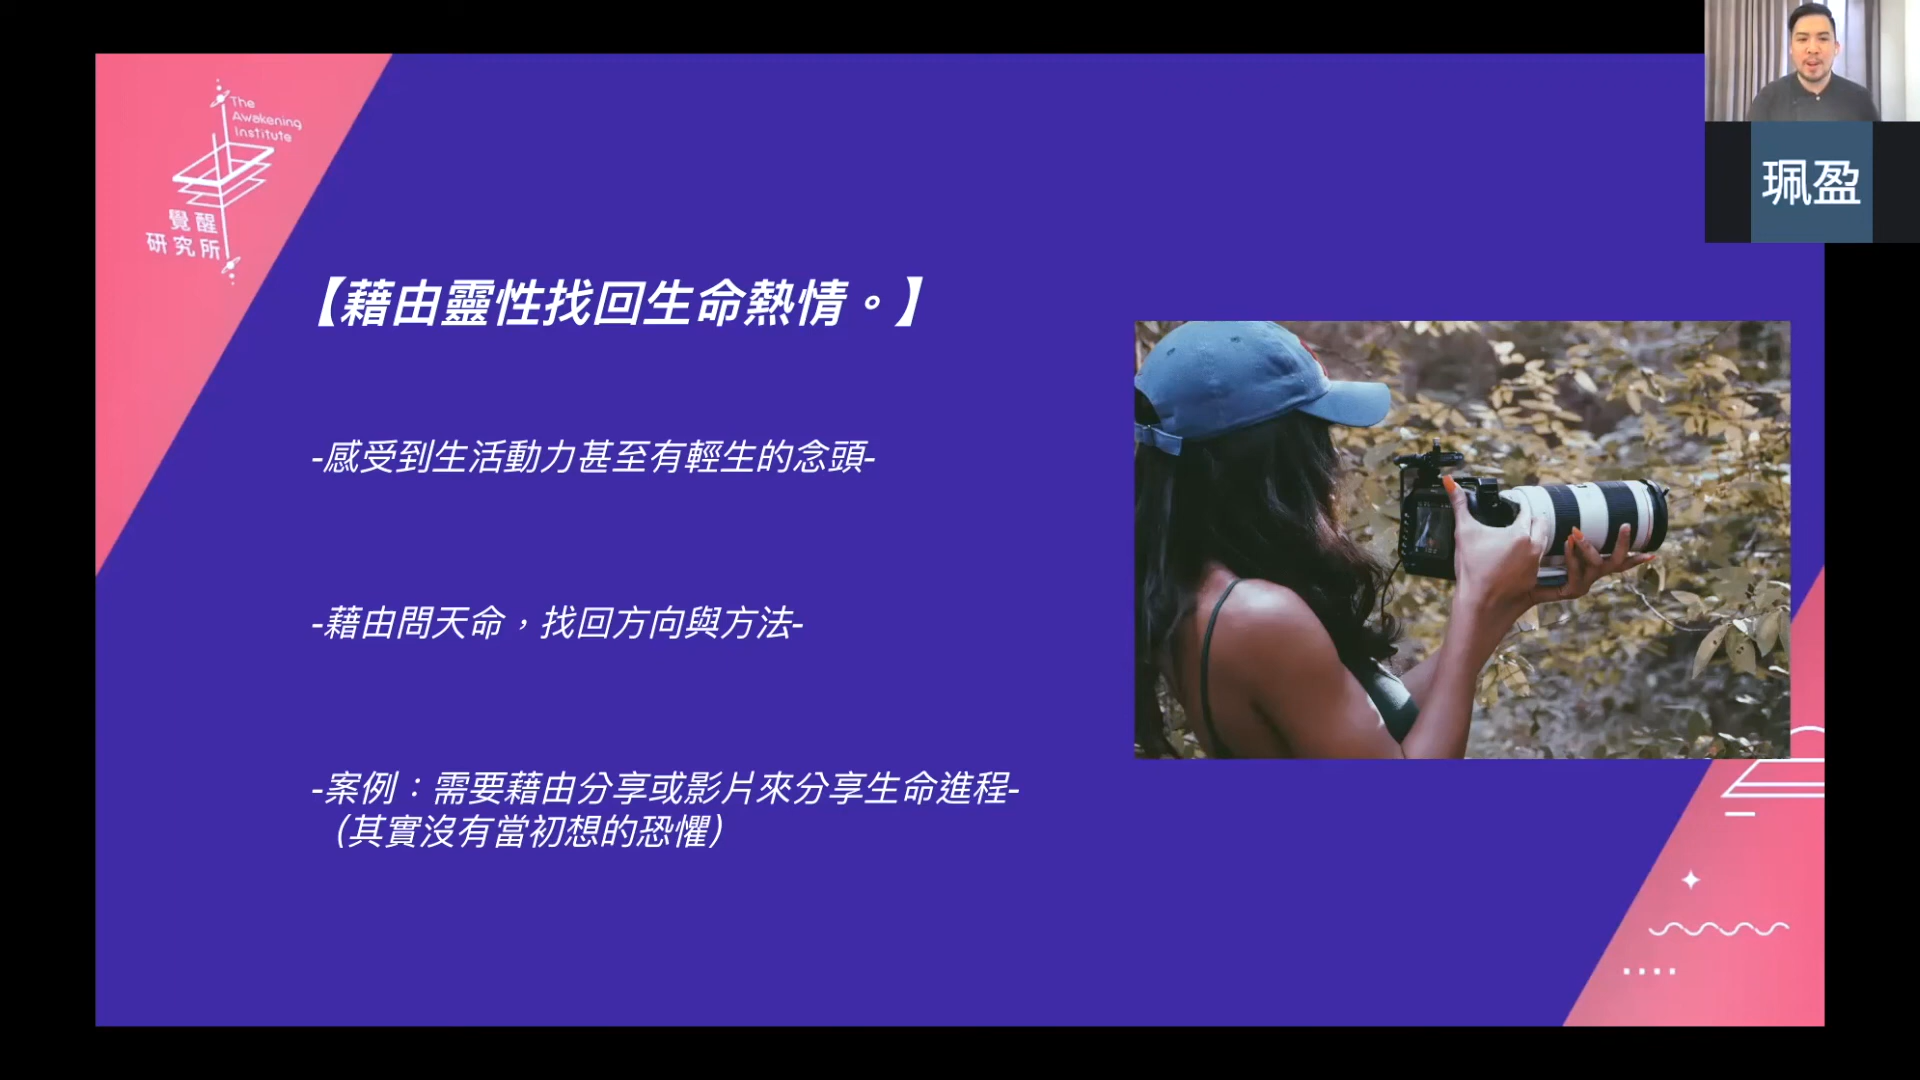 The
Awakening
Institute
覺醒
研究所
【藉由靈性找回生命熱情。】
-感受到生活動力甚至有輕生的念頭-
-藉由問天命，找回方向與方法-
-案例：需要藉由分享或影片來分享生命進程-
（其實沒有當初想的恐懼）
珮盈